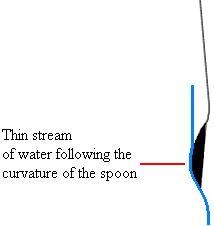 Thin stream
of water following the
curvature of the spoon